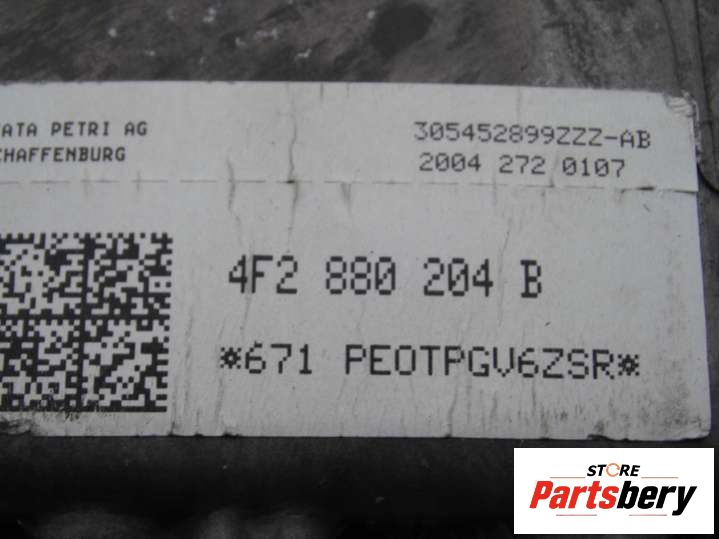 ATA PETRI AG
CHAFFENBURG
305452899ZZZ-AB
2004 272 0107
4F2 880 204 B
*671 PEOTPGV6ZSR*
STORE
Partsbery